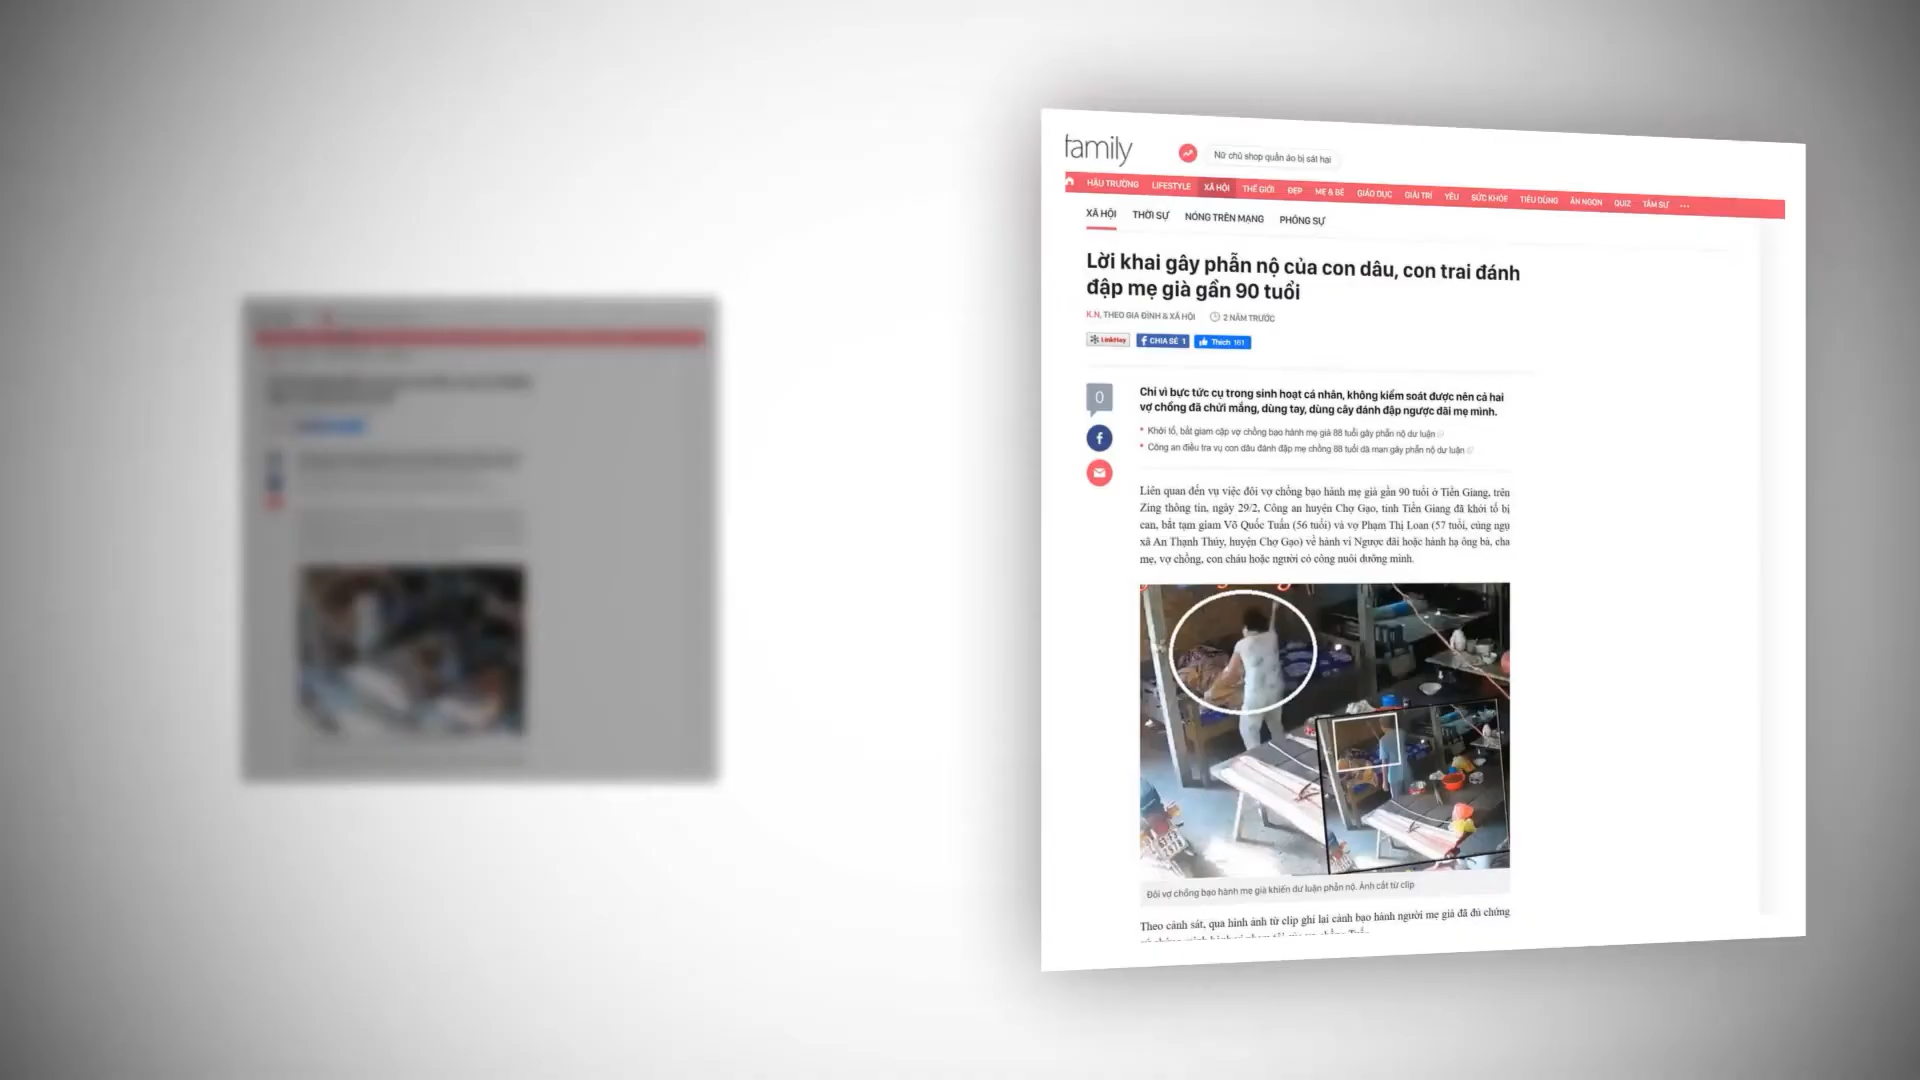 family
Nữ chủ shop quần áo bị sát hại
HẬU TRƯỜNG LIFESTYLE XÃ HỘI THẾ GIỚI ĐẸP MẸ & BÉ GIÁO DỤC GIẢI TRÍ YÊU SỨC KHỎE TIÊU DÙNG ĂN NGON QUIZ TÂM SỰ ...
XÃ HỘI THỜI SỰ NÓNG TRÊN MẠNG PHÓNG SỰ
Lời khai gây phẫn nộ của con dâu, con trai đánh
đập mẹ già gần 90 tuổi
K.N, THEO GIA ĐÌNH & XÃ HỘI 2 NĂM TRƯỚC
LinkHay CHIA SẺ 1 Thích 161
0
Chỉ vì bực tức cụ trong sinh hoạt cá nhân, không kiểm soát được nên cả hai
vợ chồng đã chửi mắng, dùng tay, dùng cây đánh đập ngược đãi mẹ mình.
* Khởi tố, bắt giam cặp vợ chồng bạo hành mẹ già 88 tuổi gây phẫn nộ dư luận
* Công an điều tra vụ con dâu đánh đập mẹ chồng 88 tuổi dã man gây phẫn nộ dư luận
Liên quan đến vụ việc đôi vợ chồng bạo hành mẹ già gần 90 tuổi ở Tiền Giang, trên
Zing thông tin, ngày 29/2, Công an huyện Chợ Gạo, tỉnh Tiền Giang đã khởi tố bị
can, bắt tạm giam Võ Quốc Tuấn (56 tuổi) và vợ Phạm Thị Loan (57 tuổi, cùng ngụ
xã An Thạnh Thủy, huyện Chợ Gạo) về hành vi Ngược đãi hoặc hành hạ ông bà, cha
mẹ, vợ chồng, con cháu hoặc người có công nuôi dưỡng mình.
Đôi vợ chồng bạo hành mẹ già khiến dư luận phẫn nộ. Ảnh cắt từ clip
Theo cảnh sát, qua hình ảnh từ clip ghi lại cảnh bạo hành người mẹ già đã đủ chứng